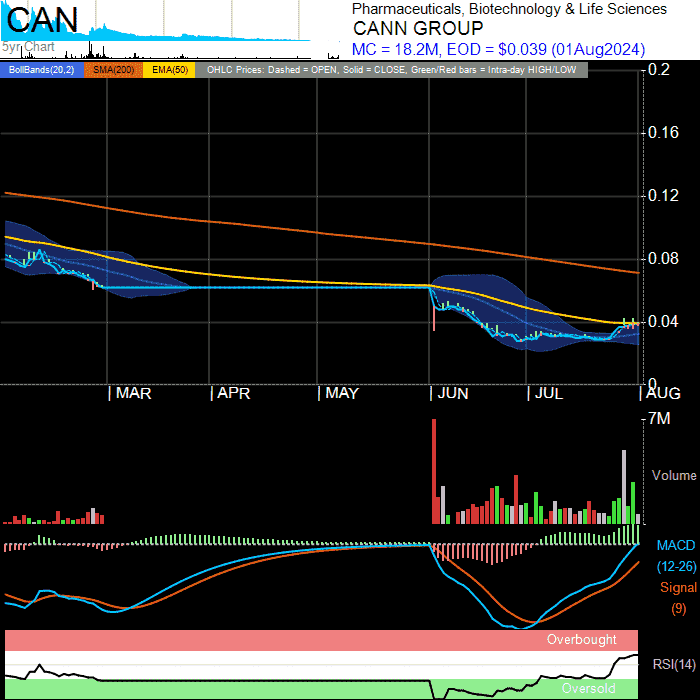 CAN
5yr Chart
Pharmaceuticals, Biotechnology & Life Sciences
CANN GROUP
MC = 18.2M, EOD = $0.039 (01Aug2024)
BollBands(20,2) SMA(200) EMA(50) OHLC Prices: Dashed = OPEN, Solid = CLOSE, Green/Red bars = Intra-day HIGH/LOW
0.2
0.16
0.12
0.08
0.04
0
MAR APR MAY JUN JUL AUG
7M
Volume
MACD
(12-26)
Signal
(9)
Overbought
RSI(14)
Oversold